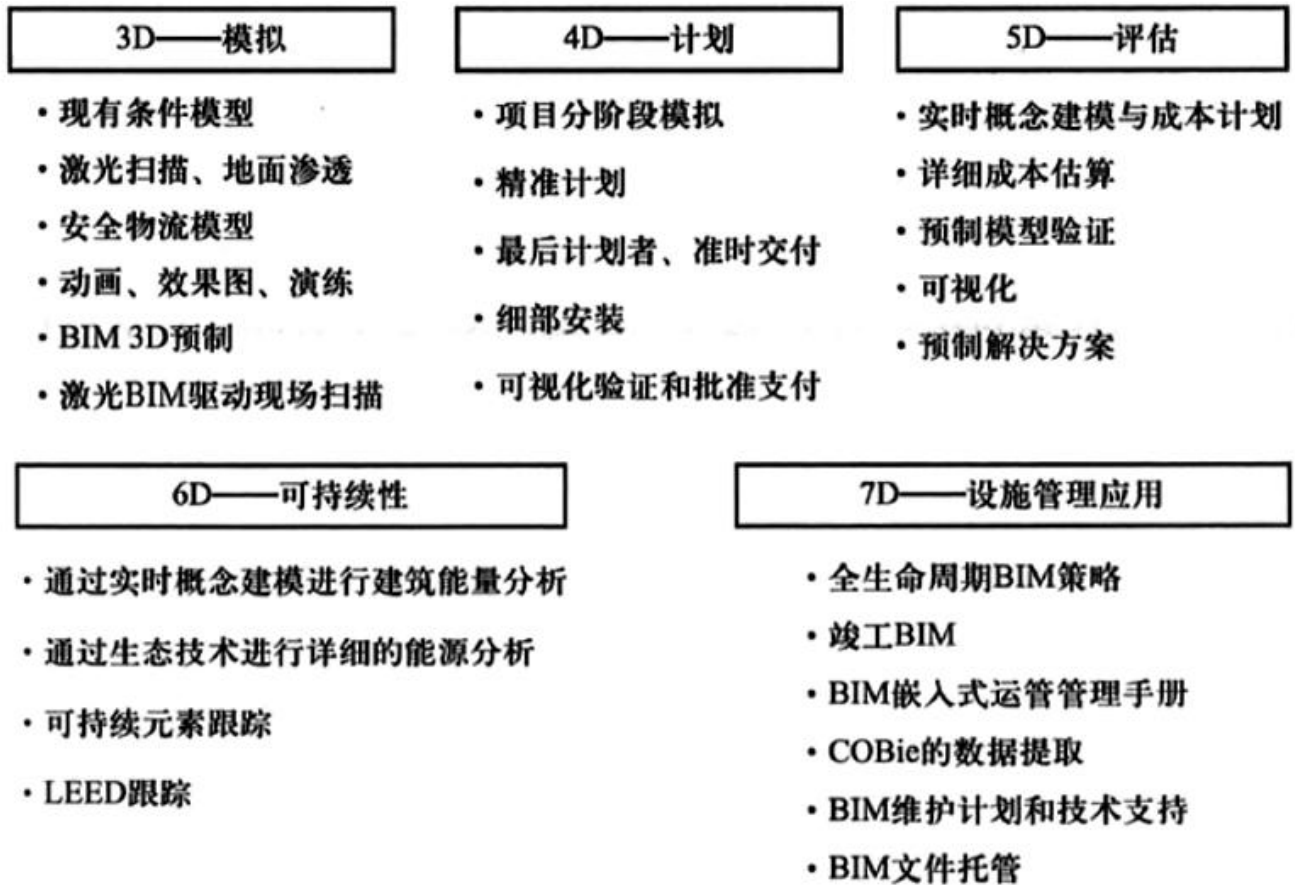 3D——模拟
·现有条件模型
·激光扫描、地面渗透
·安全物流模型
·动画、效果图、演练
·BIM 3D预制
·激光BIM驱动现场扫描
4D——计划
·项目分阶段模拟
·精准计划
·最后计划者、准时交付
·细部安装
·可视化验证和批准支付
5D——评估
·实时概念建模与成本计划
·详细成本估算
·预制模型验证
·可视化
·预制解决方案
6D——可持续性
·通过实时概念建模进行建筑能量分析
·通过生态技术进行详细的能源分析
·可持续元素跟踪
·LEED跟踪
7D——设施管理应用
·全生命周期BIM策略
·竣工BIM
·BIM嵌入式运管管理手册
·COBie的数据提取
·BIM维护计划和技术支持
·BIM文件托管